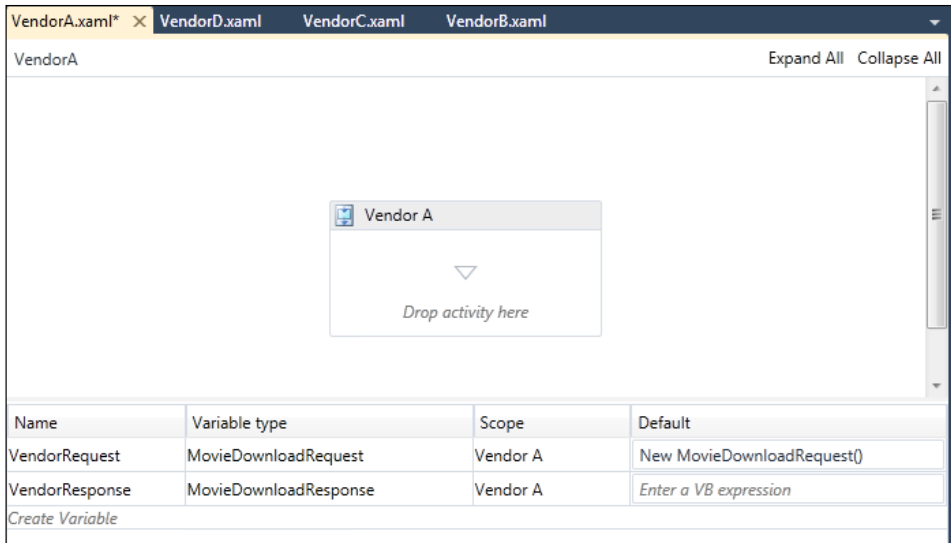 VendorA.xaml* VendorD.xaml VendorC.xaml VendorB.xaml
VendorA Expand All Collapse All
Vendor A
Drop activity here
Name Variable type Scope Default
VendorRequest MovieDownloadRequest Vendor A New MovieDownloadRequest()
VendorResponse MovieDownloadResponse Vendor A Enter a VB expression
Create Variable